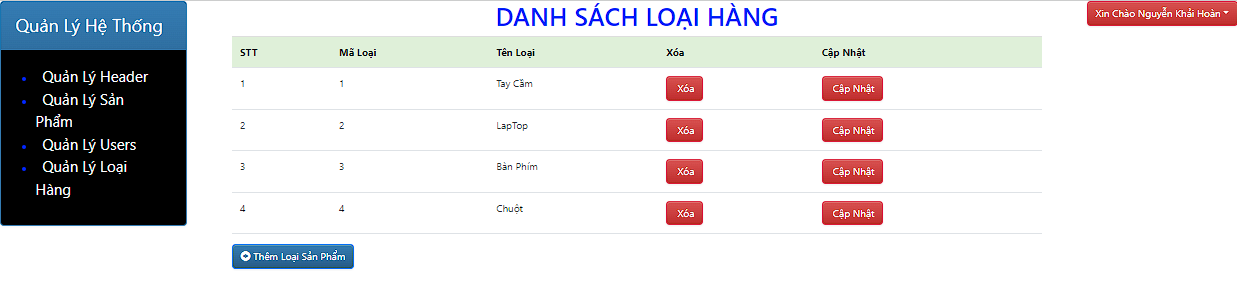 Quản Lý Hệ Thống
Quản Lý Header
Quản Lý Sản
Phẩm
Quản Lý Users
Quản Lý Loại
Hàng
DANH SÁCH LOẠI HÀNG
Xin Chào Nguyễn Khải Hoàn
STT Mã Loại Tên Loại Xóa Cập Nhật
1 1 Tay Cầm Xóa Cập Nhật
2 2 LapTop Xóa Cập Nhật
3 3 Bàn Phím Xóa Cập Nhật
4 4 Chuột Xóa Cập Nhật
Thêm Loại Sản Phẩm